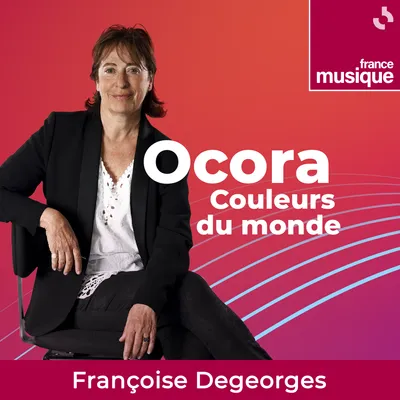 france
musique
Ocora
Couleurs
du monde
Françoise Degeorges